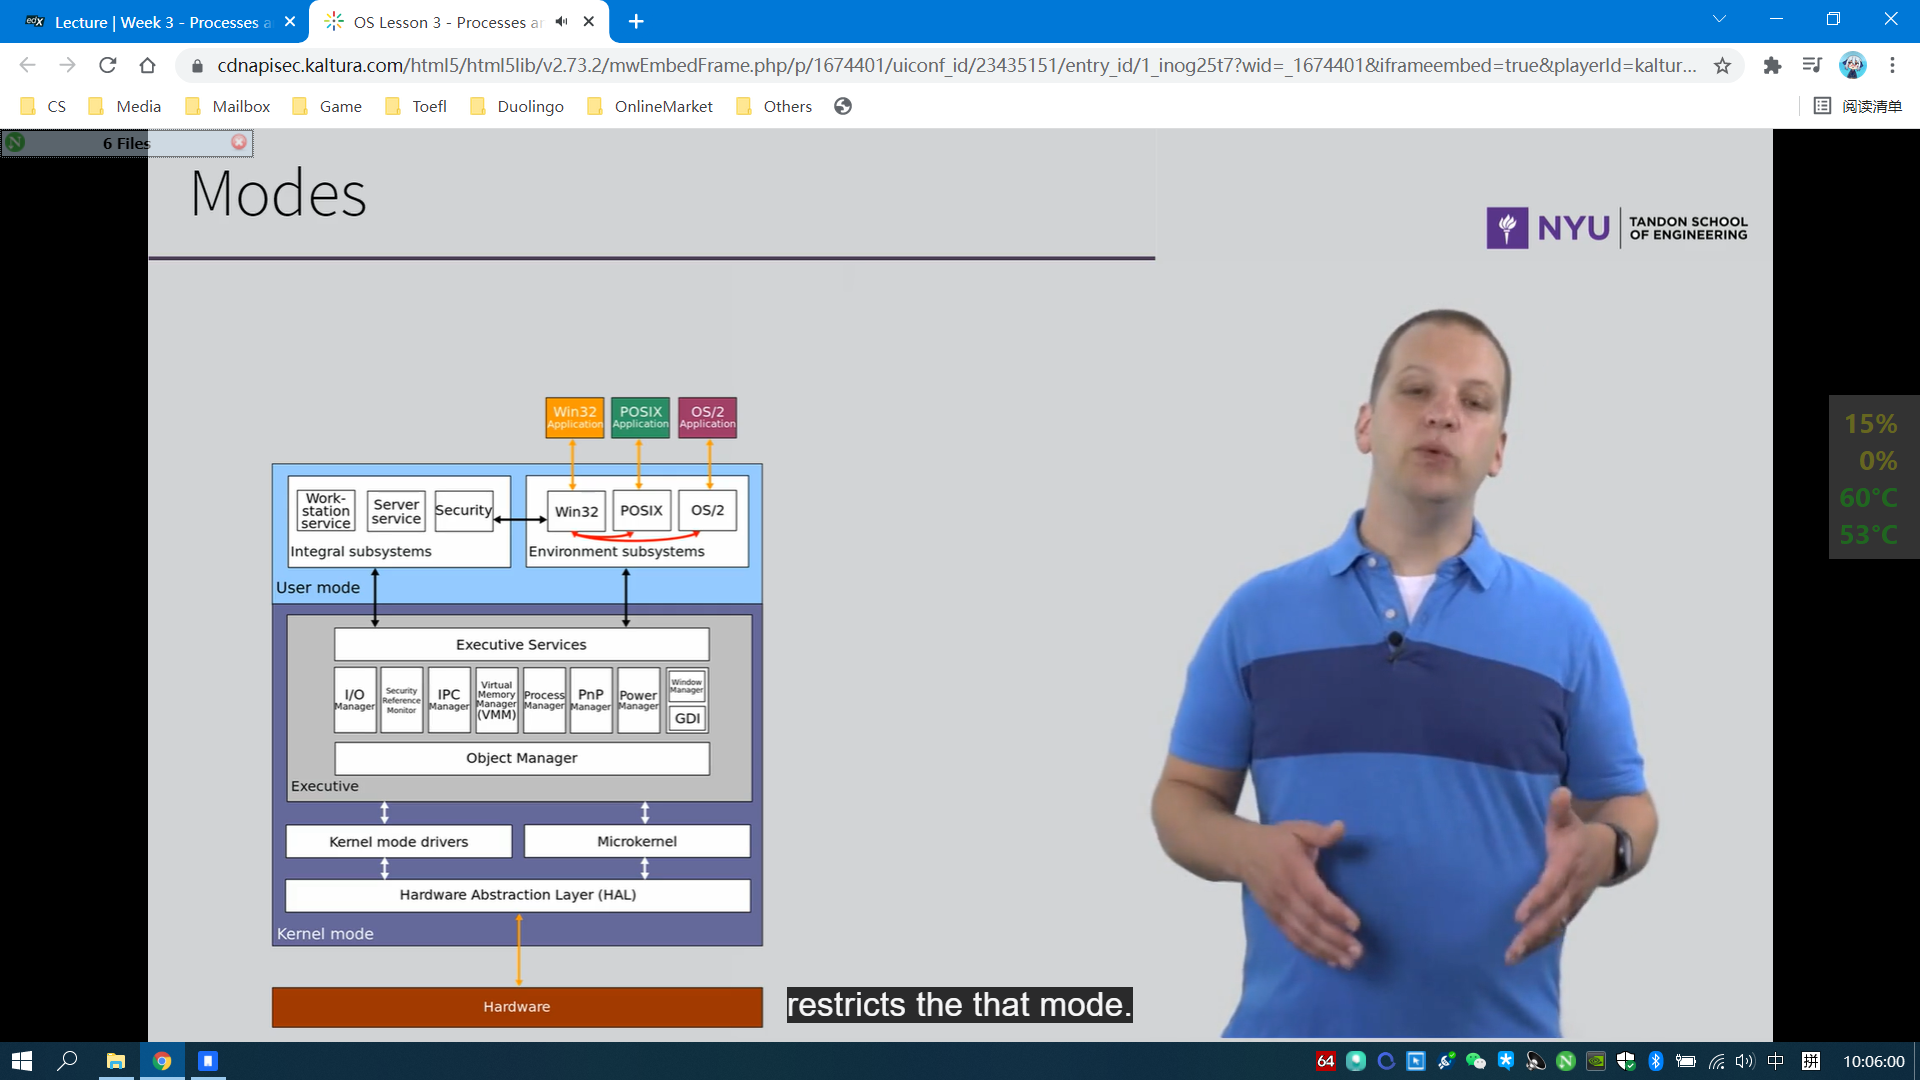 Lecture | Week 3 - Processes a
OS Lesson 3 - Processes a
cdnapisec.kaltura.com/html5/html5lib/v2.73.2/mwEmbedFrame.php/p/1674401/uiconf_id/23435151/entry_id/1_inog25t7?wid=_1674401&iframeembed=true&playerId=kaltur...
CS
Media
Mailbox
Game
Toefl
Duolingo
OnlineMarket
Others
阅读清单
6 Files
Modes
NYU
TANDON SCHOOL
OF ENGINEERING
Win32
Application
POSIX
Application
OS/2
Application
Work-
station
service
Server
service
Security
Win32
POSIX
OS/2
Integral subsystems
Environment subsystems
User mode
Executive Services
I/O
Manager
Security
Reference
Monitor
IPC
Manager
Virtual
Memory
Manager
(VMM)
Process
Manager
PnP
Manager
Power
Manager
Window
Manager
GDI
Object Manager
Executive
Kernel mode drivers
Microkernel
Hardware Abstraction Layer (HAL)
Kernel mode
Hardware
restricts the that mode.
15%
0%
60°C
53°C
64
中
拼
10:06:00